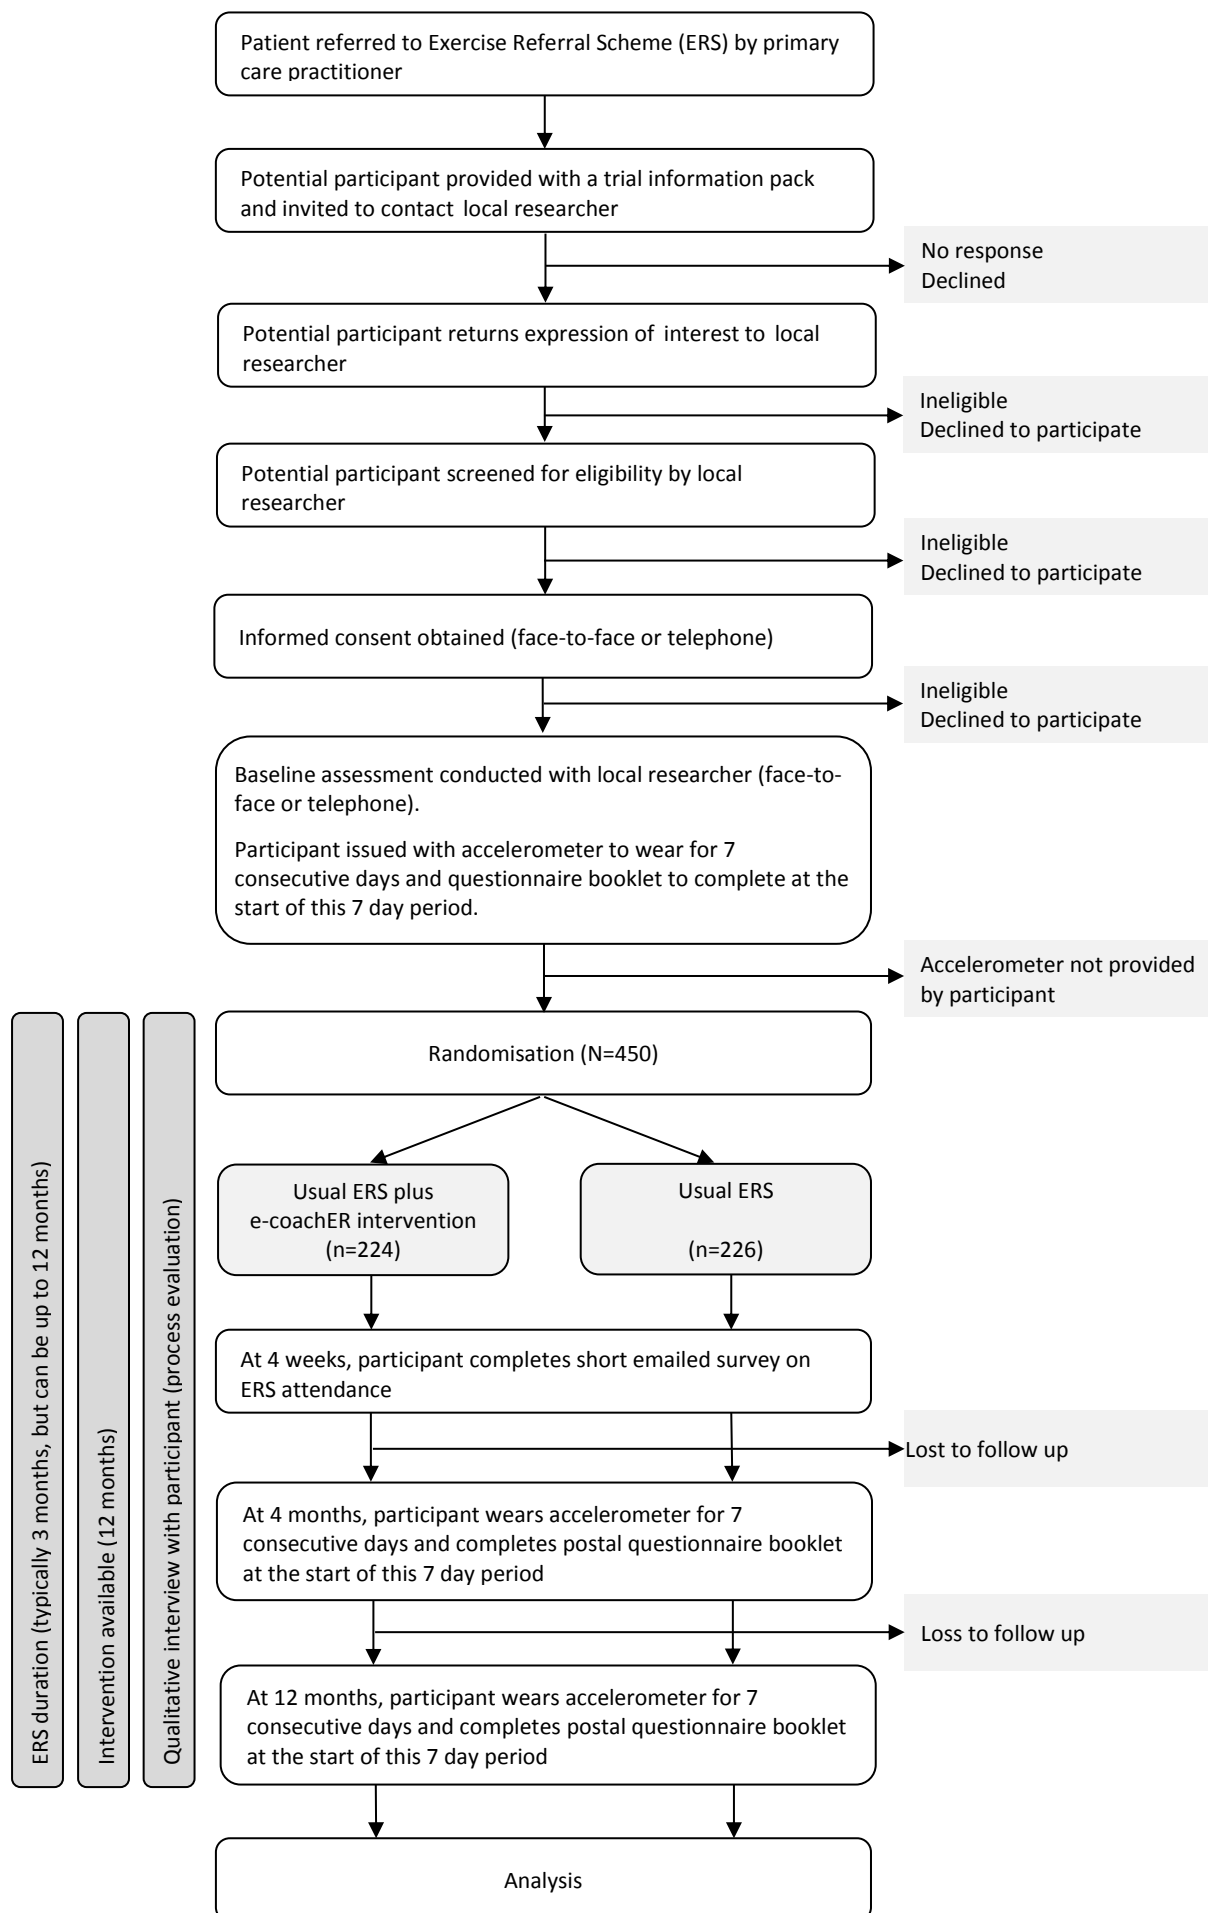 Patient referred to Exercise Referral Scheme (ERS) by primary
care practitioner
Potential participant provided with a trial information pack
and invited to contact local researcher
No response
Declined
Potential participant returns expression of interest to local
researcher
Ineligible
Declined to participate
Potential participant screened for eligibility by local
researcher
Ineligible
Declined to participate
Informed consent obtained (face-to-face or telephone)
Ineligible
Declined to participate
Baseline assessment conducted with local researcher (face-to-
face or telephone).
Participant issued with accelerometer to wear for 7
consecutive days and questionnaire booklet to complete at the
start of this 7 day period.
Accelerometer not provided
by participant
ERS duration (typically 3 months, but can be up to 12 months)
Intervention available (12 months)
Qualitative interview with participant (process evaluation)
Randomisation (N=450)
Usual ERS plus
e-coachER intervention
(n=224)
Usual ERS
(n=226)
At 4 weeks, participant completes short emailed survey on
ERS attendance
Lost to follow up
At 4 months, participant wears accelerometer for 7
consecutive days and completes postal questionnaire booklet
at the start of this 7 day period
Loss to follow up
At 12 months, participant wears accelerometer for 7
consecutive days and completes postal questionnaire booklet
at the start of this 7 day period
Analysis